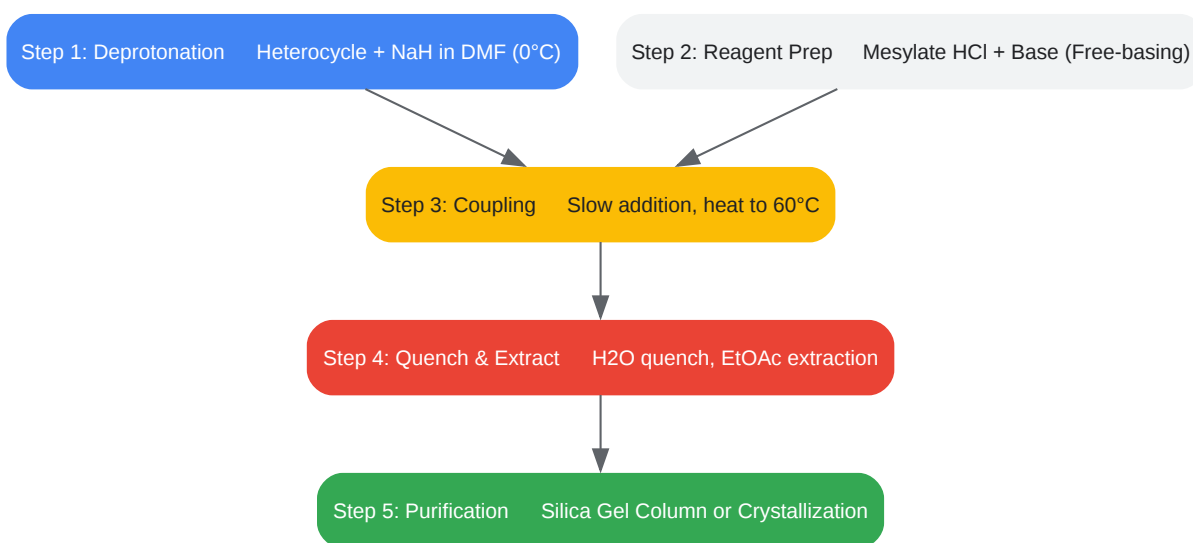 Step 1: Deprotonation Heterocycle + NaH in DMF (0°C)
Step 2: Reagent Prep Mesylate HCl + Base (Free-basing)
Step 3: Coupling Slow addition, heat to 60°C
Step 4: Quench & Extract H2O quench, EtOAc extraction
Step 5: Purification Silica Gel Column or Crystallization